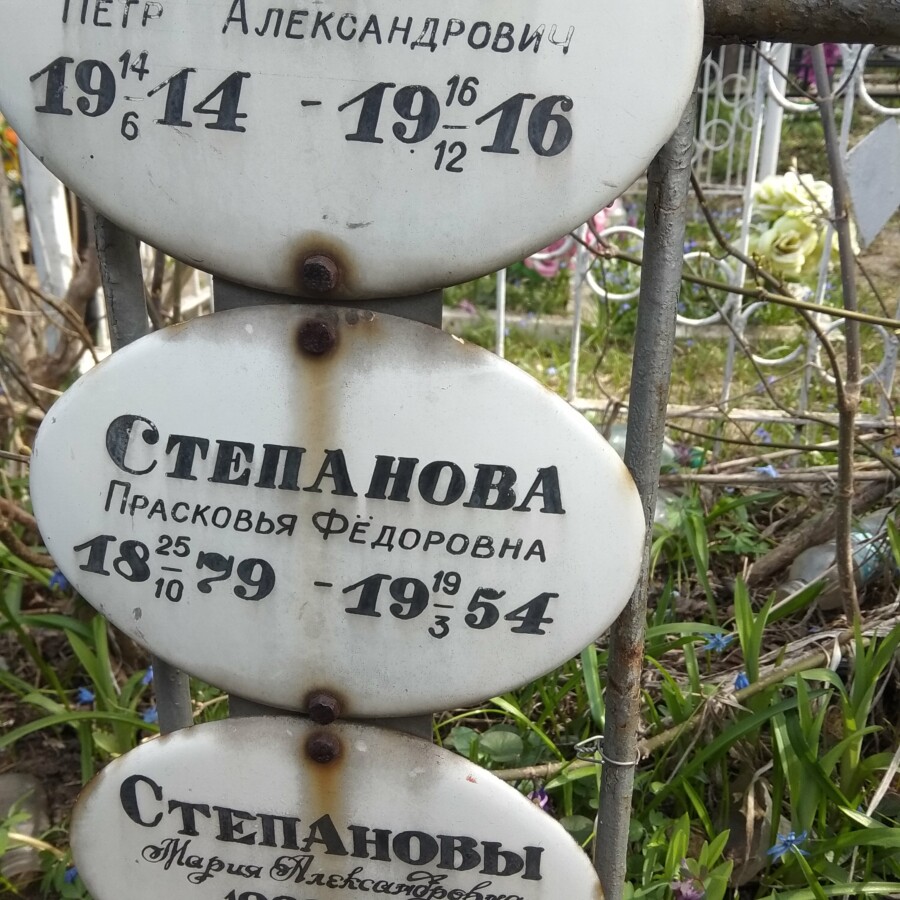 Пётр Александрович
19 14/6 14 - 19 16/12 16
Степанова
Прасковья Фёдоровна
18 25/10 79 - 19 19/3 54
Степановы
Мария Александровна